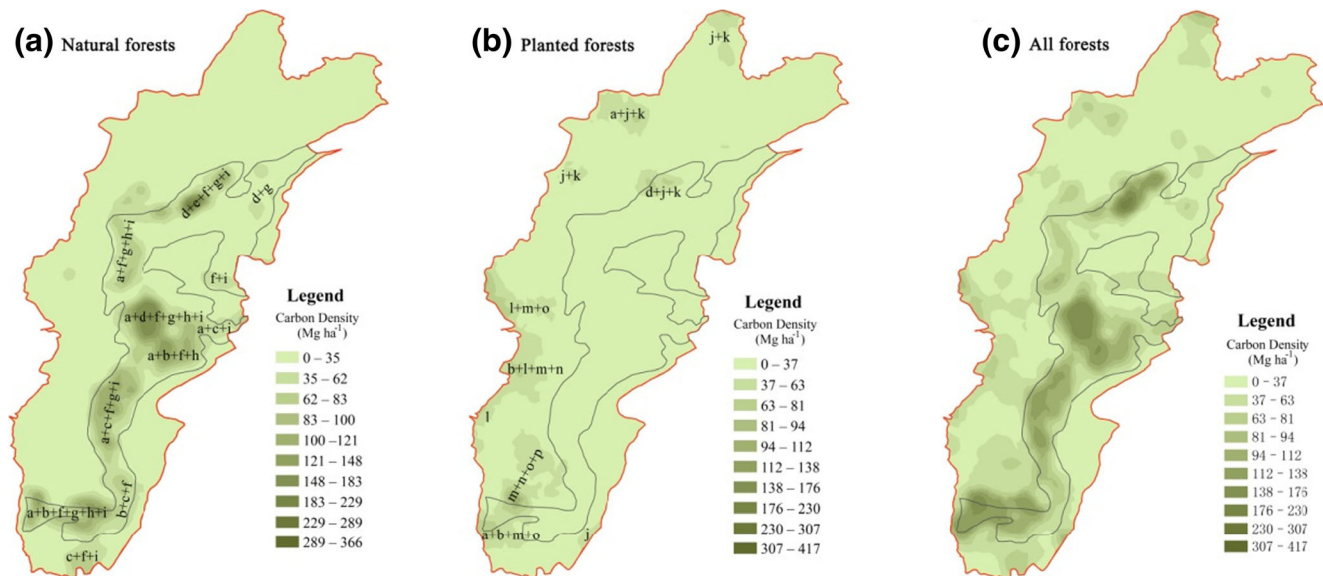 (a) Natural forests
d+e+f+g+i
d+g
a+f+g+h+i
f+i
a+d+f+g+h+i
a+c+i
a+b+f+h
a+c+f+g+i
b+c+f
a+b+f+g+h+i
c+f+i
Legend
Carbon Density
(Mg ha⁻¹)
0 – 35
35 – 62
62 – 83
83 – 100
100 –121
121 – 148
148 – 183
183 – 229
229 – 289
289 – 366
(b) Planted forests
j+k
a+j+k
j+k
d+j+k
l+m+o
b+l+m+n
l
m+n+o+p
a+b+m+o
j
Legend
Carbon Density
(Mg ha⁻¹)
0 – 37
37 – 63
63 – 81
81 – 94
94 – 112
112 – 138
138 – 176
176 – 230
230 – 307
307 – 417
(c) All forests
Legend
Carbon Density
(Mg ha⁻¹)
0 – 37
37 – 63
63 – 81
81 – 94
94 – 112
112 – 138
138 – 176
176 – 230
230 – 307
307 – 417